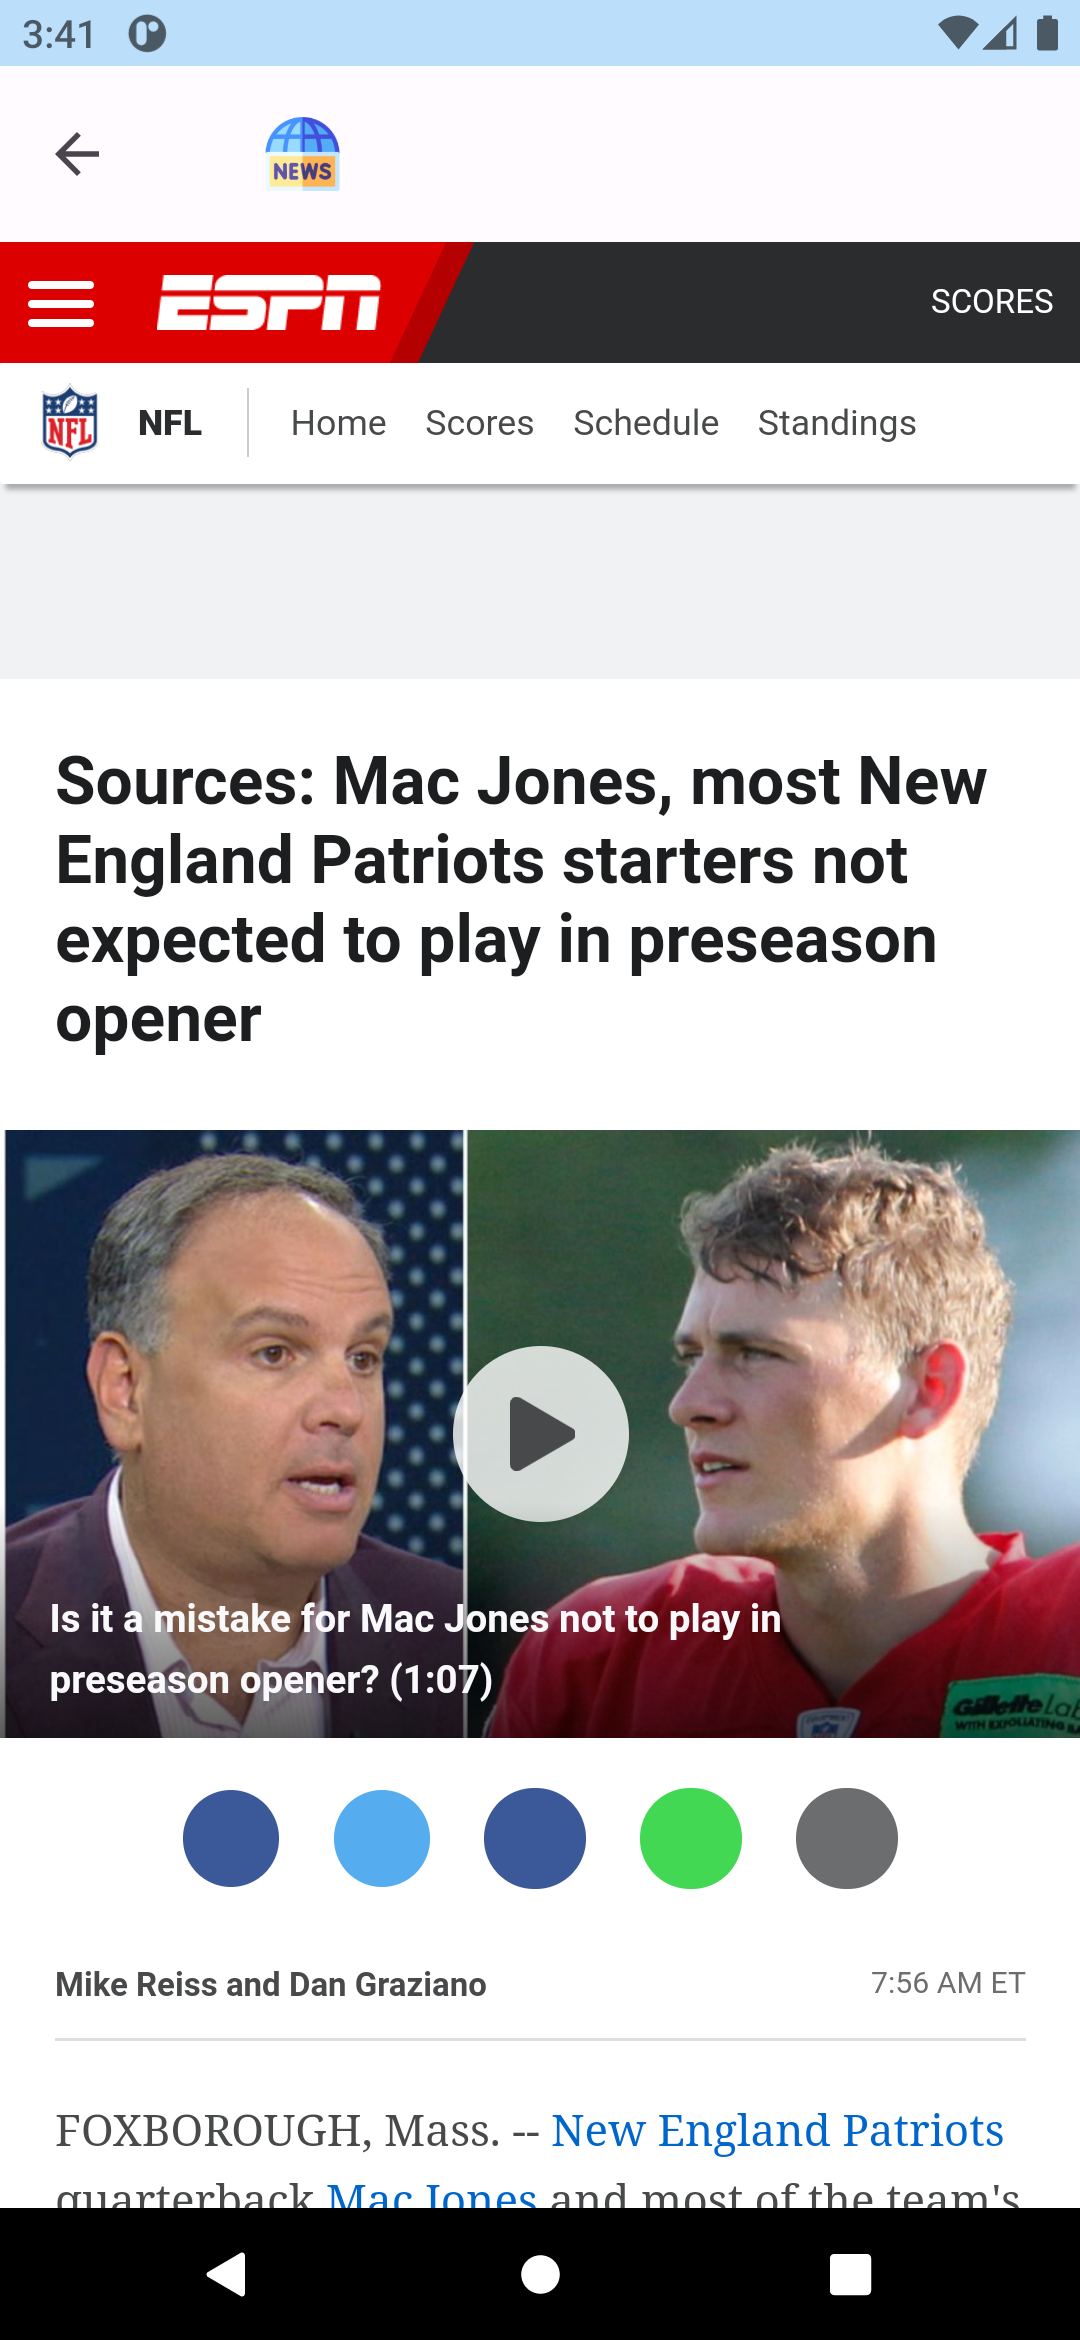 3:41
NEWS
ESPN
SCORES
NFL
NFL Home Scores Schedule Standings
Sources: Mac Jones, most New
England Patriots starters not
expected to play in preseason
opener
Is it a mistake for Mac Jones not to play in
preseason opener? (1:07)
Gillette Lab
WITH EXFOLIATING BA
Mike Reiss and Dan Graziano
7:56 AM ET
FOXBOROUGH, Mass. -- New England Patriots
quarterback Mac Jones and most of the team's